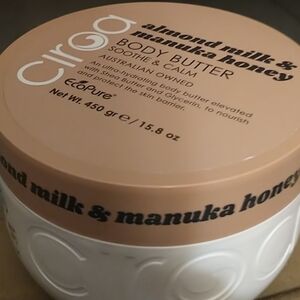 Ciroa
almond milk &
manuka honey
BODY BUTTER
SOOTHE & CALM
AUSTRALIAN OWNED
An ultra-hydrating body butter elevated
with Shea Butter and Glycerin, to nourish
and protect the skin barrier.
EcoPure
Net Wt. 450 gr e / 15.8 oz
ond milk & manuka honey